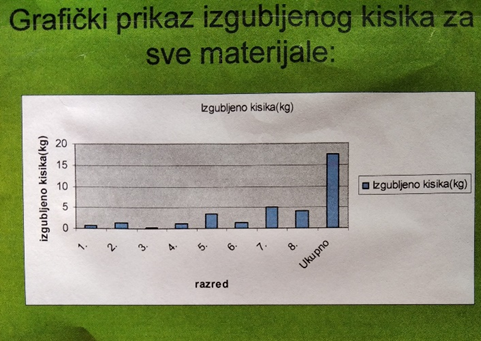 Grafički prikaz izgubljenog kisika za
sve materijale:
Izgubljeno kisika(kg)
izgubljeno kisika(kg)
20
15
10
5
0
1.
2.
3.
4.
5.
6.
7.
8.
Ukupno
razred
Izgubljeno kisika(kg)